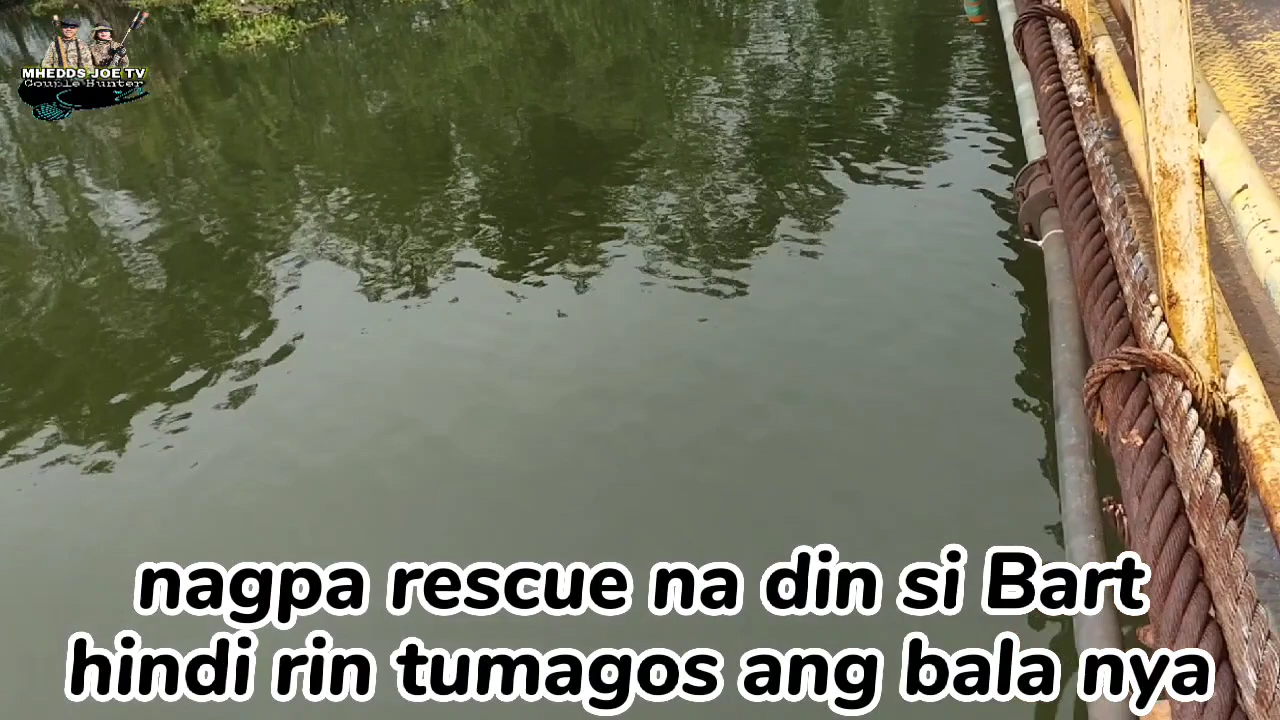 MHEDDS JOE TV
Couple Hunter
nagpa rescue na din si Bart
hindi rin tumagos ang bala nya